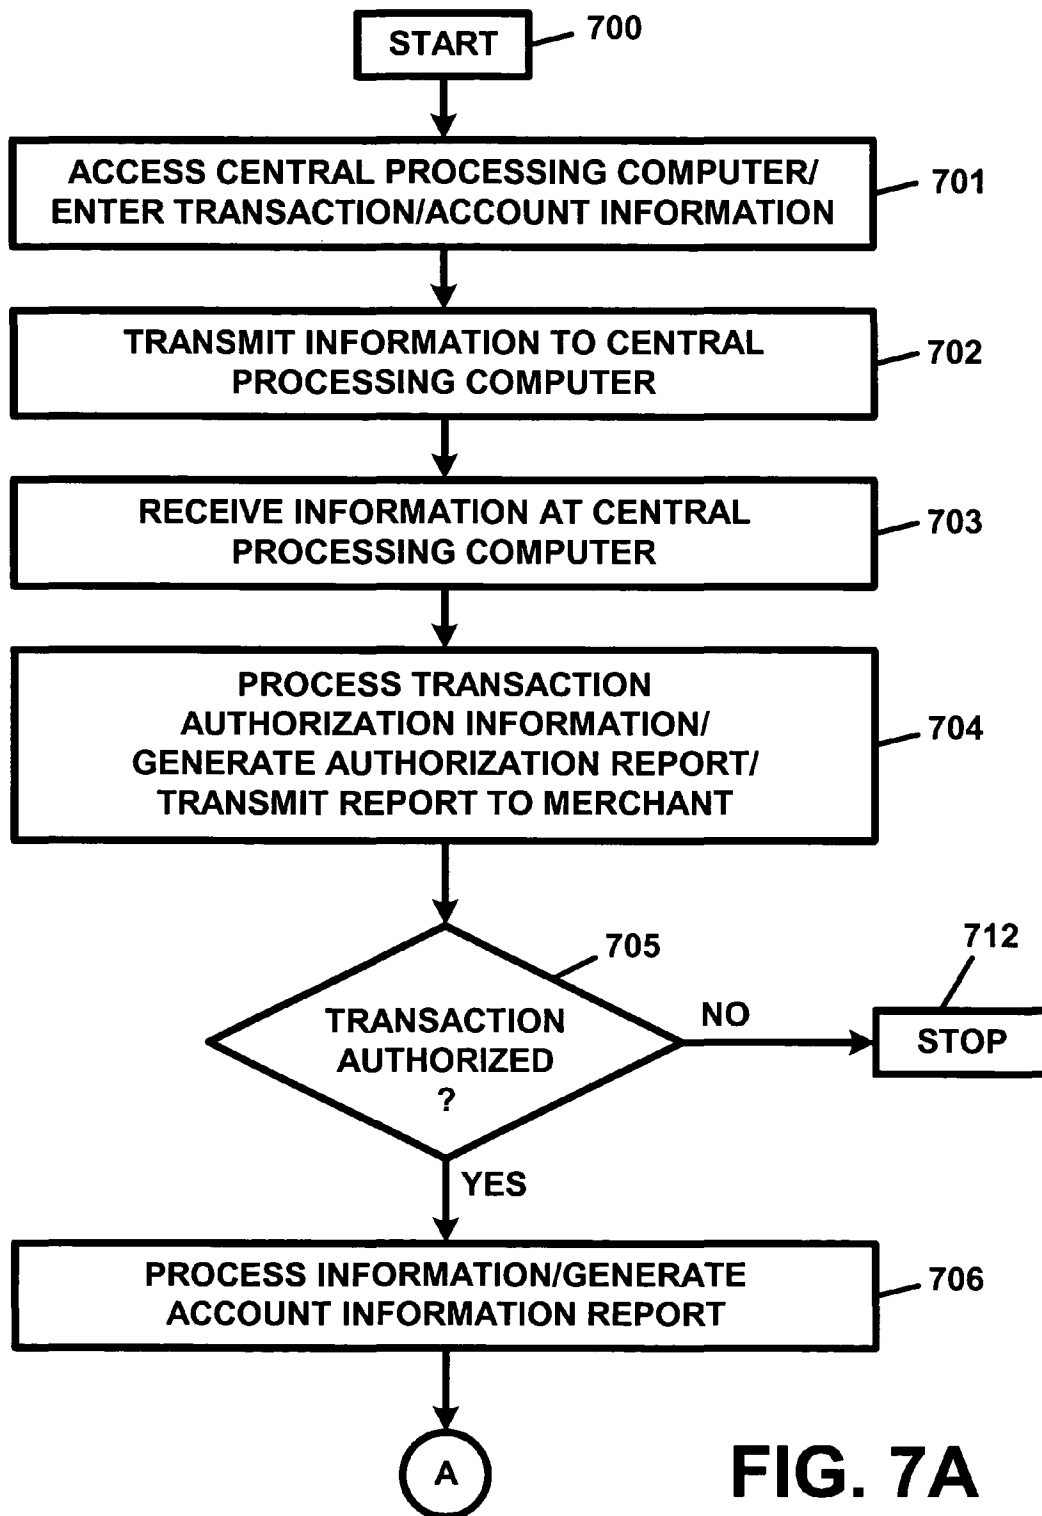 START
700
ACCESS CENTRAL PROCESSING COMPUTER/
ENTER TRANSACTION/ACCOUNT INFORMATION
701
TRANSMIT INFORMATION TO CENTRAL
PROCESSING COMPUTER
702
RECEIVE INFORMATION AT CENTRAL
PROCESSING COMPUTER
703
PROCESS TRANSACTION
AUTHORIZATION INFORMATION/
GENERATE AUTHORIZATION REPORT/
TRANSMIT REPORT TO MERCHANT
704
TRANSACTION
AUTHORIZED
?
705
NO
712
STOP
YES
PROCESS INFORMATION/GENERATE
ACCOUNT INFORMATION REPORT
706
A
FIG. 7A